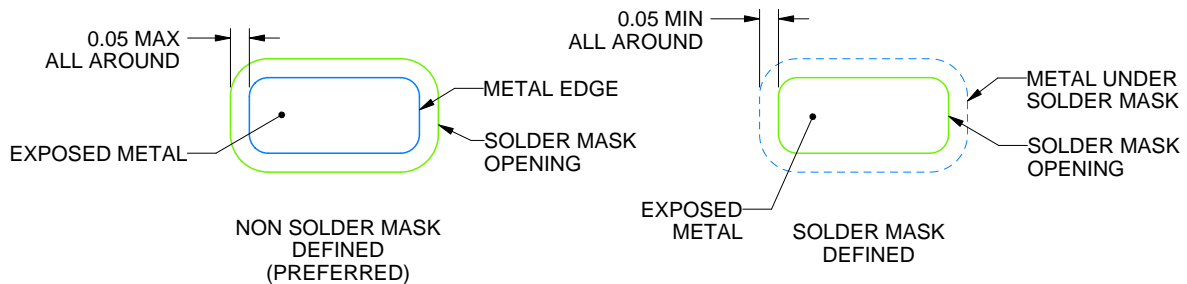 0.05 MAX
ALL AROUND
METAL EDGE
EXPOSED METAL
SOLDER MASK
OPENING
NON SOLDER MASK
DEFINED
(PREFERRED)
0.05 MIN
ALL AROUND
METAL UNDER
SOLDER MASK
SOLDER MASK
OPENING
EXPOSED
METAL
SOLDER MASK
DEFINED